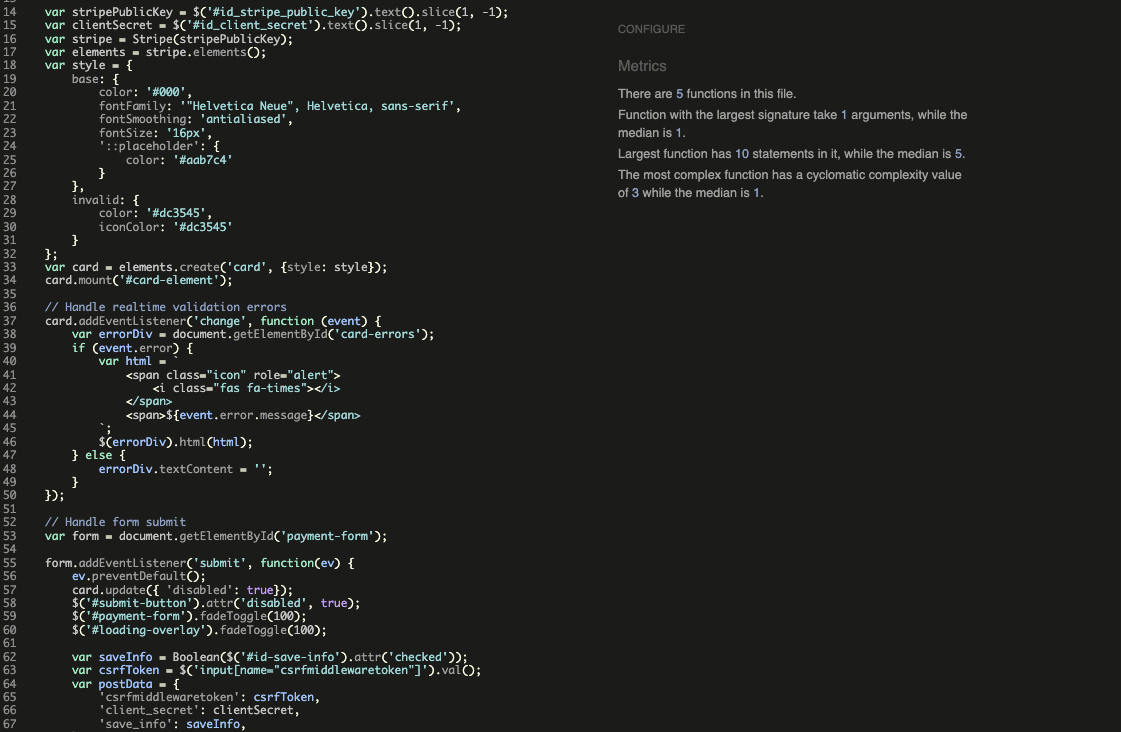 14 var stripePublicKey = $('#id_stripe_public_key').text().slice(1, -1);
15 var clientSecret = $('#id_client_secret').text().slice(1, -1);
16 var stripe = Stripe(stripePublicKey);
17 var elements = stripe.elements();
18 var style = {
19 base: {
20 color: '#000',
21 fontFamily: '"Helvetica Neue", Helvetica, sans-serif',
22 fontSmoothing: 'antialiased',
23 fontSize: '16px',
24 '::placeholder': {
25 color: '#aab7c4'
26 }
27 },
28 invalid: {
29 color: '#dc3545',
30 iconColor: '#dc3545'
31 }
32 };
33 var card = elements.create('card', {style: style});
34 card.mount('#card-element');
35
36 // Handle realtime validation errors
37 card.addEventListener('change', function (event) {
38 var errorDiv = document.getElementById('card-errors');
39 if (event.error) {
40 var html = `
41 <span class="icon" role="alert">
42 <i class="fas fa-times"></i>
43 </span>
44 <span>${event.error.message}</span>
45 `;
46 $(errorDiv).html(html);
47 } else {
48 errorDiv.textContent = '';
49 }
50 });
51
52 // Handle form submit
53 var form = document.getElementById('payment-form');
54
55 form.addEventListener('submit', function(ev) {
56 ev.preventDefault();
57 card.update({ 'disabled': true});
58 $('#submit-button').attr('disabled', true);
59 $('#payment-form').fadeToggle(100);
60 $('#loading-overlay').fadeToggle(100);
61
62 var saveInfo = Boolean($('#id-save-info').attr('checked'));
63 var csrfToken = $('input[name="csrfmiddlewaretoken"]').val();
64 var postData = {
65 'csrfmiddlewaretoken': csrfToken,
66 'client_secret': clientSecret,
67 'save_info': saveInfo,
CONFIGURE
Metrics
There are 5 functions in this file.
Function with the largest signature take 1 arguments, while the
median is 1.
Largest function has 10 statements in it, while the median is 5.
The most complex function has a cyclomatic complexity value
of 3 while the median is 1.